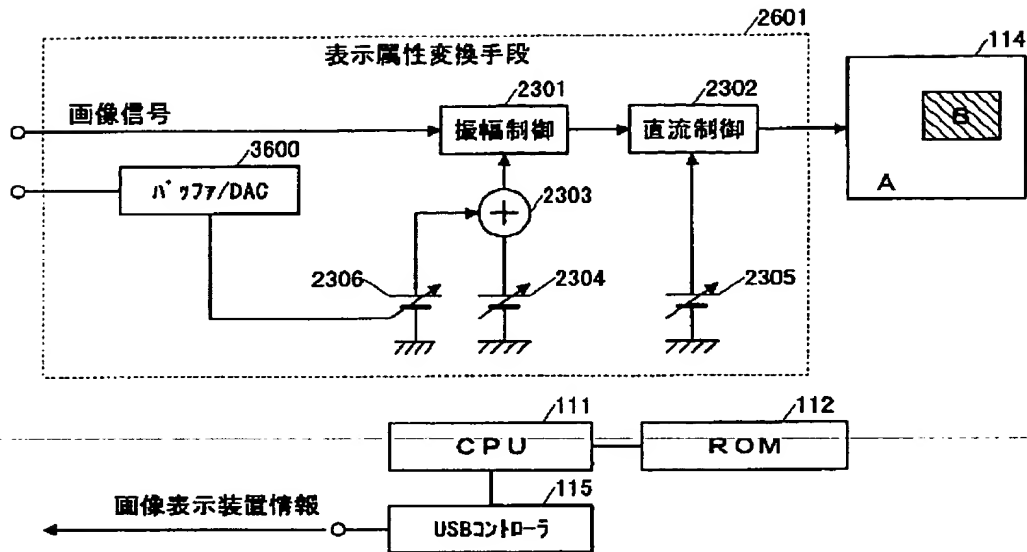 2601
表示属性変換手段
114
画像信号
2301
振幅制御
2302
直流制御
3600
バッファ/DAC
2303
+
B
A
2306
2304
2305
111
CPU
112
ROM
115
画像表示装置情報
USBコントローラ